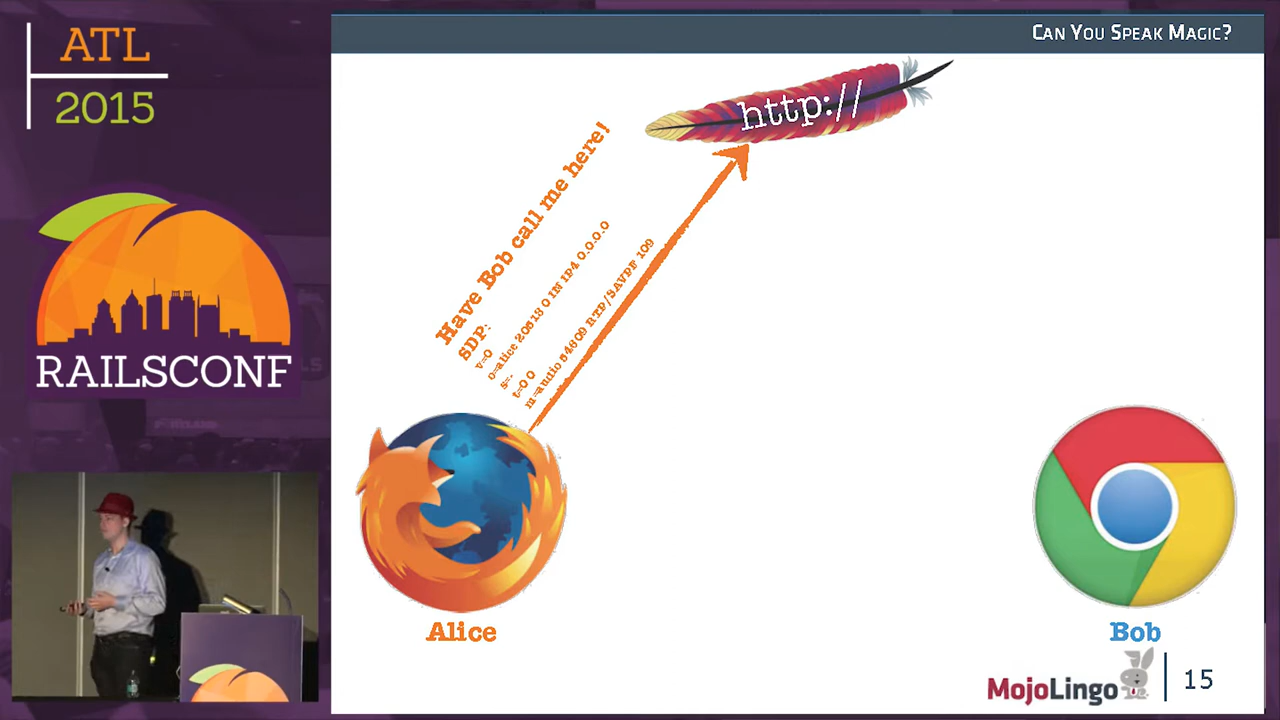 ATL
2015
RAILSCONF
CAN YOU SPEAK MAGIC?
http://
Have Bob call me here!
SDP:
v=0
o=alice 20518 0 IN IP4 0.0.0.0
s=-
t=0 0
m=audio 54609 RTP/SAVPF 109
Alice
Bob
MojoLingo
15